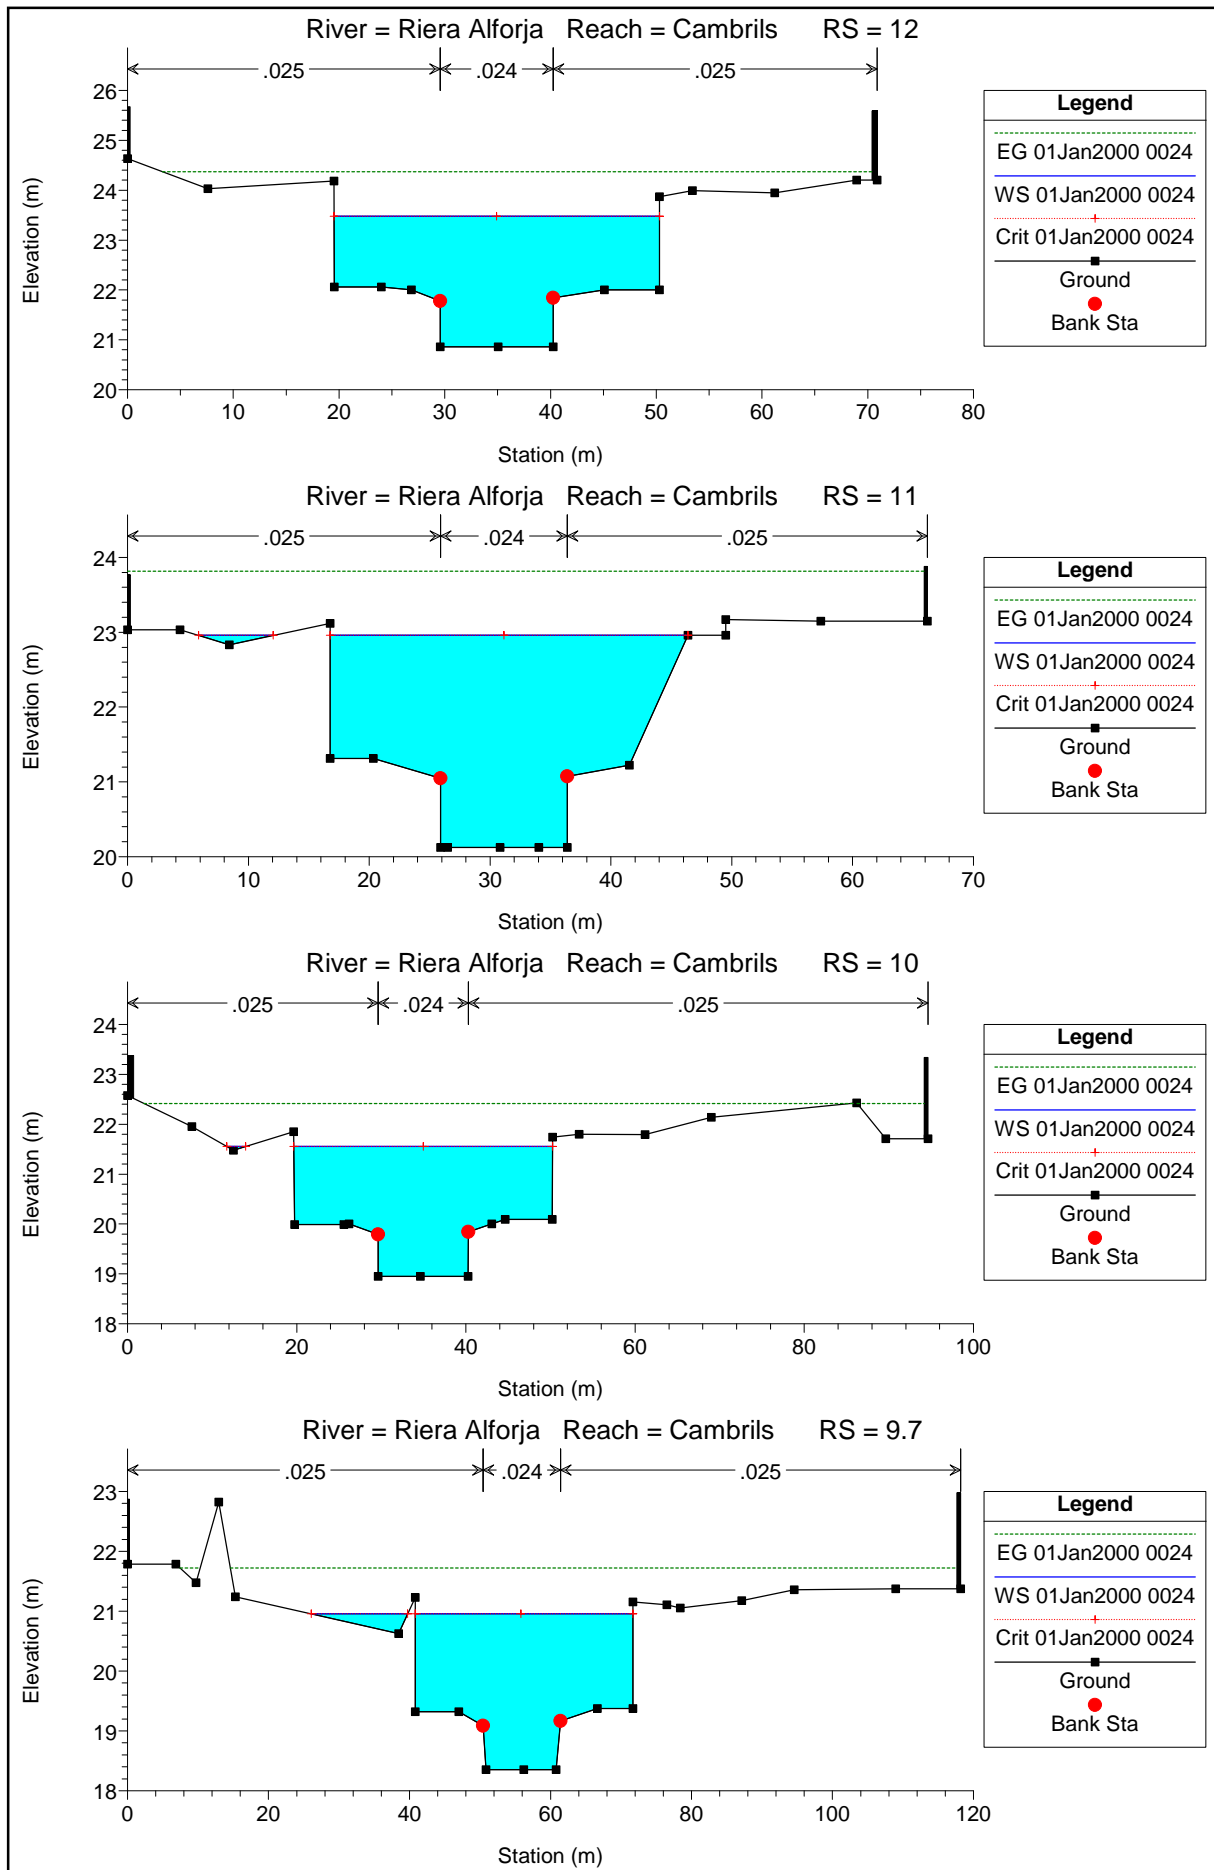 River = Riera Alforja Reach = Cambrils RS = 12
.025 .024 .025
26
25
24
23
22
21
20
Elevation (m)
0 10 20 30 40 50 60 70 80
Station (m)
Legend
EG 01Jan2000 0024
WS 01Jan2000 0024
Crit 01Jan2000 0024
Ground
Bank Sta
River = Riera Alforja Reach = Cambrils RS = 11
.025 .024 .025
24
23
22
21
20
Elevation (m)
0 10 20 30 40 50 60 70
Station (m)
Legend
EG 01Jan2000 0024
WS 01Jan2000 0024
Crit 01Jan2000 0024
Ground
Bank Sta
River = Riera Alforja Reach = Cambrils RS = 10
.025 .024 .025
24
23
22
21
20
19
18
Elevation (m)
0 20 40 60 80 100
Station (m)
Legend
EG 01Jan2000 0024
WS 01Jan2000 0024
Crit 01Jan2000 0024
Ground
Bank Sta
River = Riera Alforja Reach = Cambrils RS = 9.7
.025 .024 .025
23
22
21
20
19
18
Elevation (m)
0 20 40 60 80 100 120
Station (m)
Legend
EG 01Jan2000 0024
WS 01Jan2000 0024
Crit 01Jan2000 0024
Ground
Bank Sta